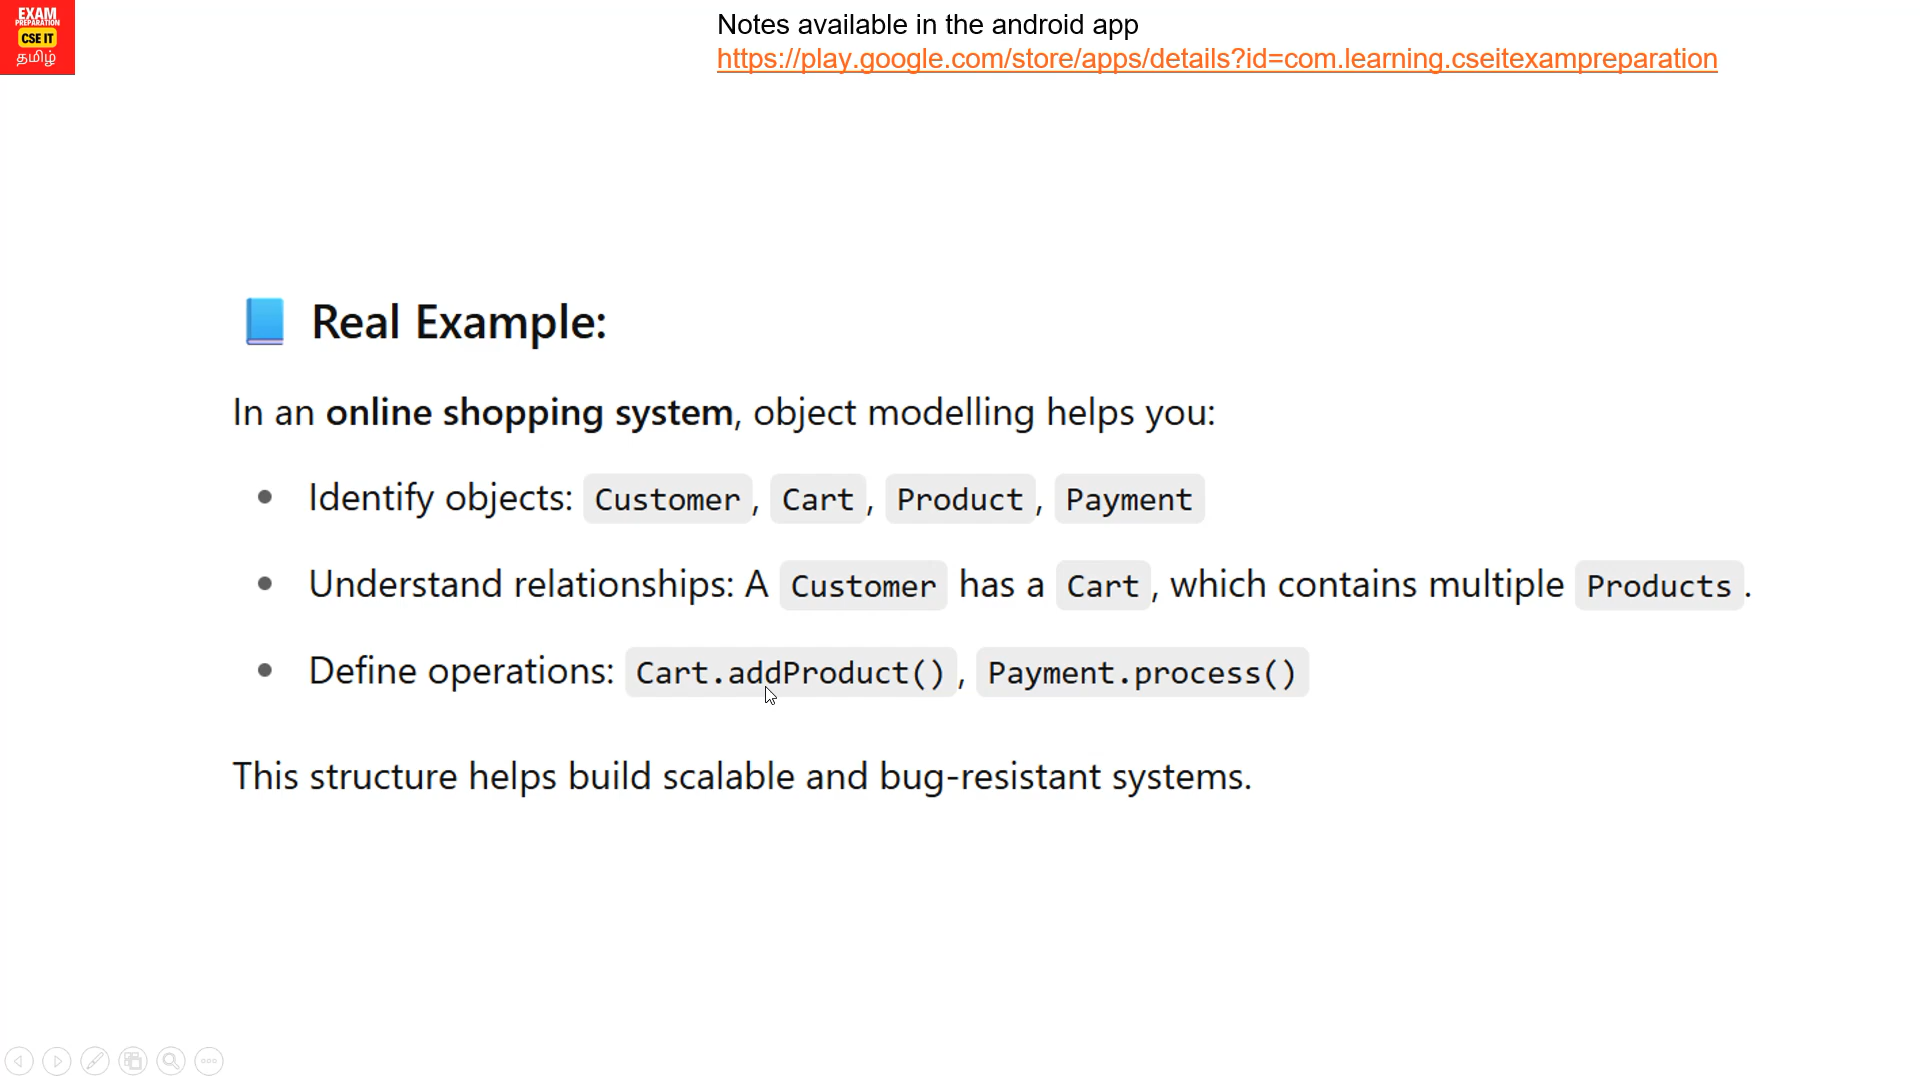 EXAM
PREPARATION
CSE IT
தமிழ்
Notes available in the android app
https://play.google.com/store/apps/details?id=com.learning.cseitexampreparation
Real Example:
In an online shopping system, object modelling helps you:
• Identify objects: Customer, Cart, Product, Payment
• Understand relationships: A Customer has a Cart, which contains multiple Products.
• Define operations: Cart.addProduct(), Payment.process()
This structure helps build scalable and bug-resistant systems.